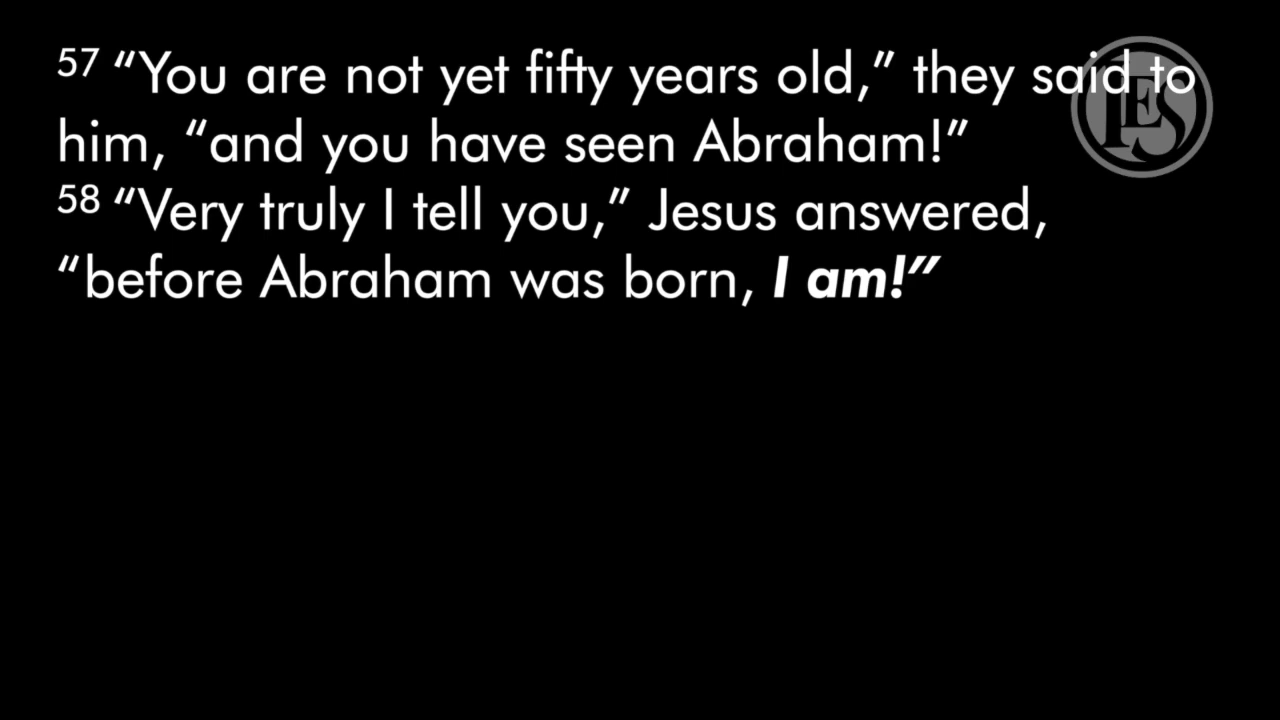 57 “You are not yet fifty years old,” they said to
him, “and you have seen Abraham!”
58 “Very truly I tell you,” Jesus answered,
“before Abraham was born, I am!”